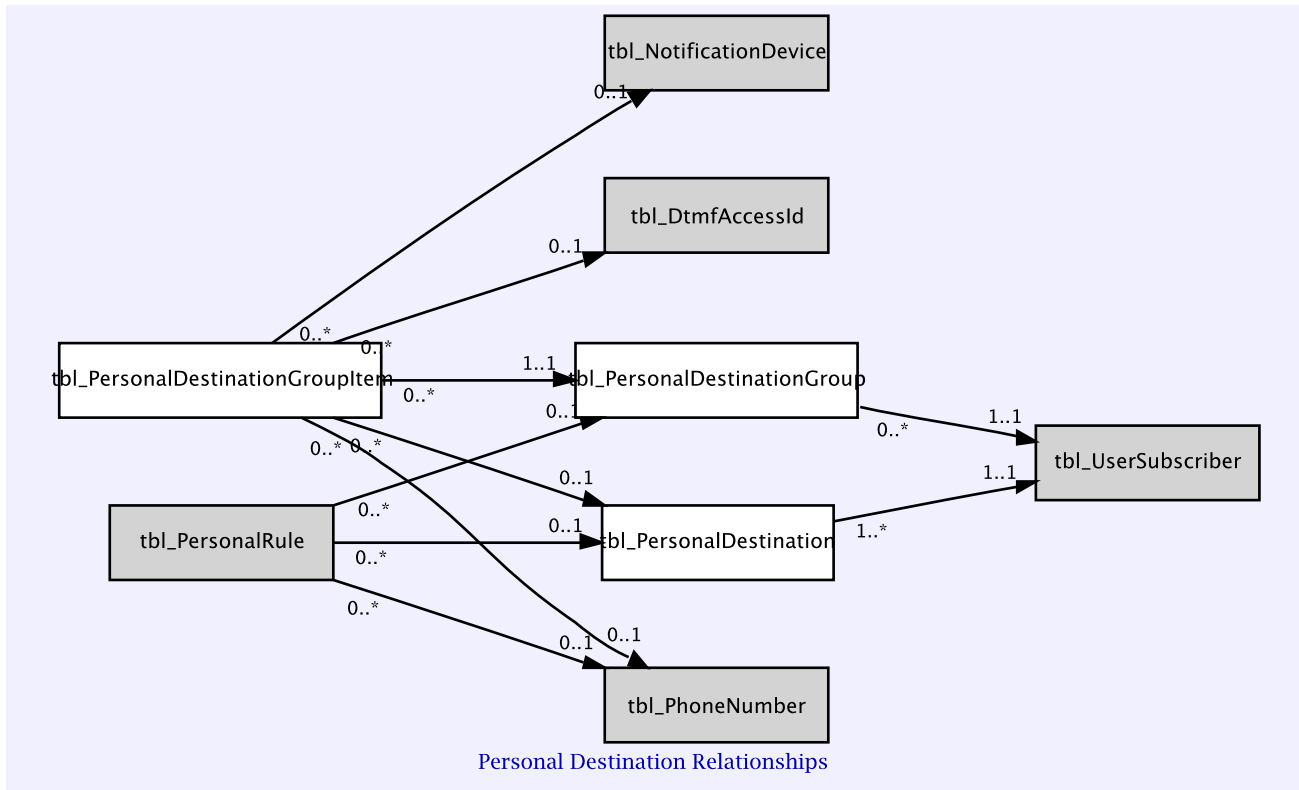 tbl_NotificationDevice
0..1
tbl_DtmfAccessId
0..1
0..*
0..*
tbl_PersonalDestinationGroupItem
1..1
0..*
tbl_PersonalDestinationGroup
0..1
0..*
1..1
0..* 0..*
tbl_UserSubscriber
0..1
1..1
0..*
tbl_PersonalRule
0..1
0..*
tbl_PersonalDestination
1..*
0..*
0..1
0..1
tbl_PhoneNumber
Personal Destination Relationships